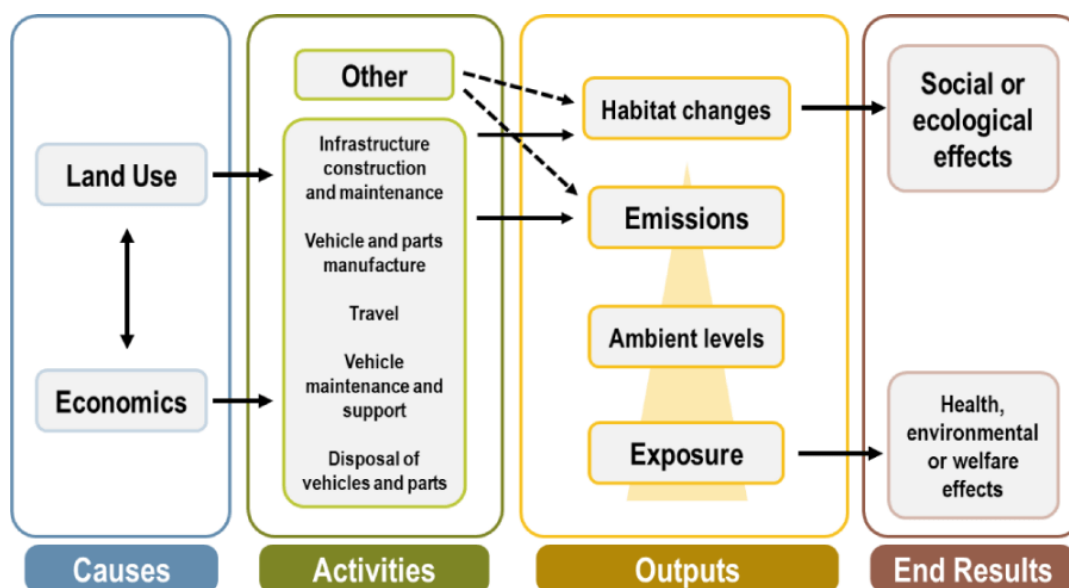 Land Use
Economics
Causes
Other
Infrastructure
construction
and maintenance
Vehicle and parts
manufacture
Travel
Vehicle
maintenance and
support
Disposal of
vehicles and parts
Activities
Habitat changes
Emissions
Ambient levels
Exposure
Outputs
Social or
ecological
effects
Health,
environmental
or welfare
effects
End Results